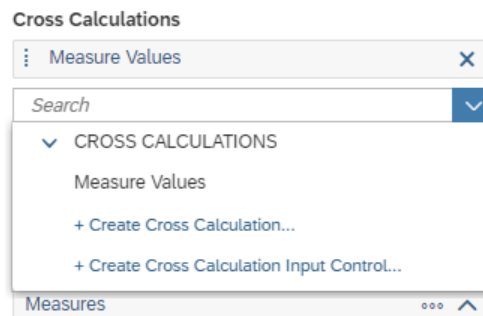 Cross Calculations
Measure Values
Search
CROSS CALCULATIONS
Measure Values
+ Create Cross Calculation...
+ Create Cross Calculation Input Control...
Measures